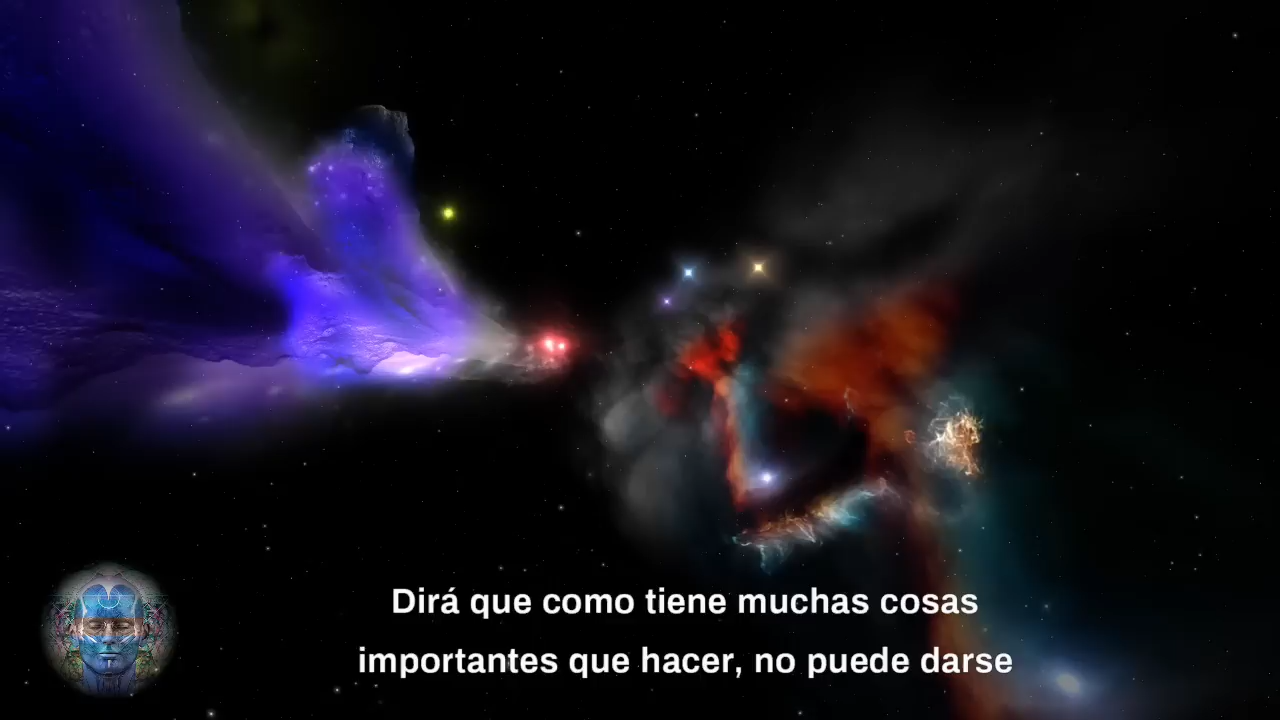 Dirá que como tiene muchas cosas
importantes que hacer, no puede darse